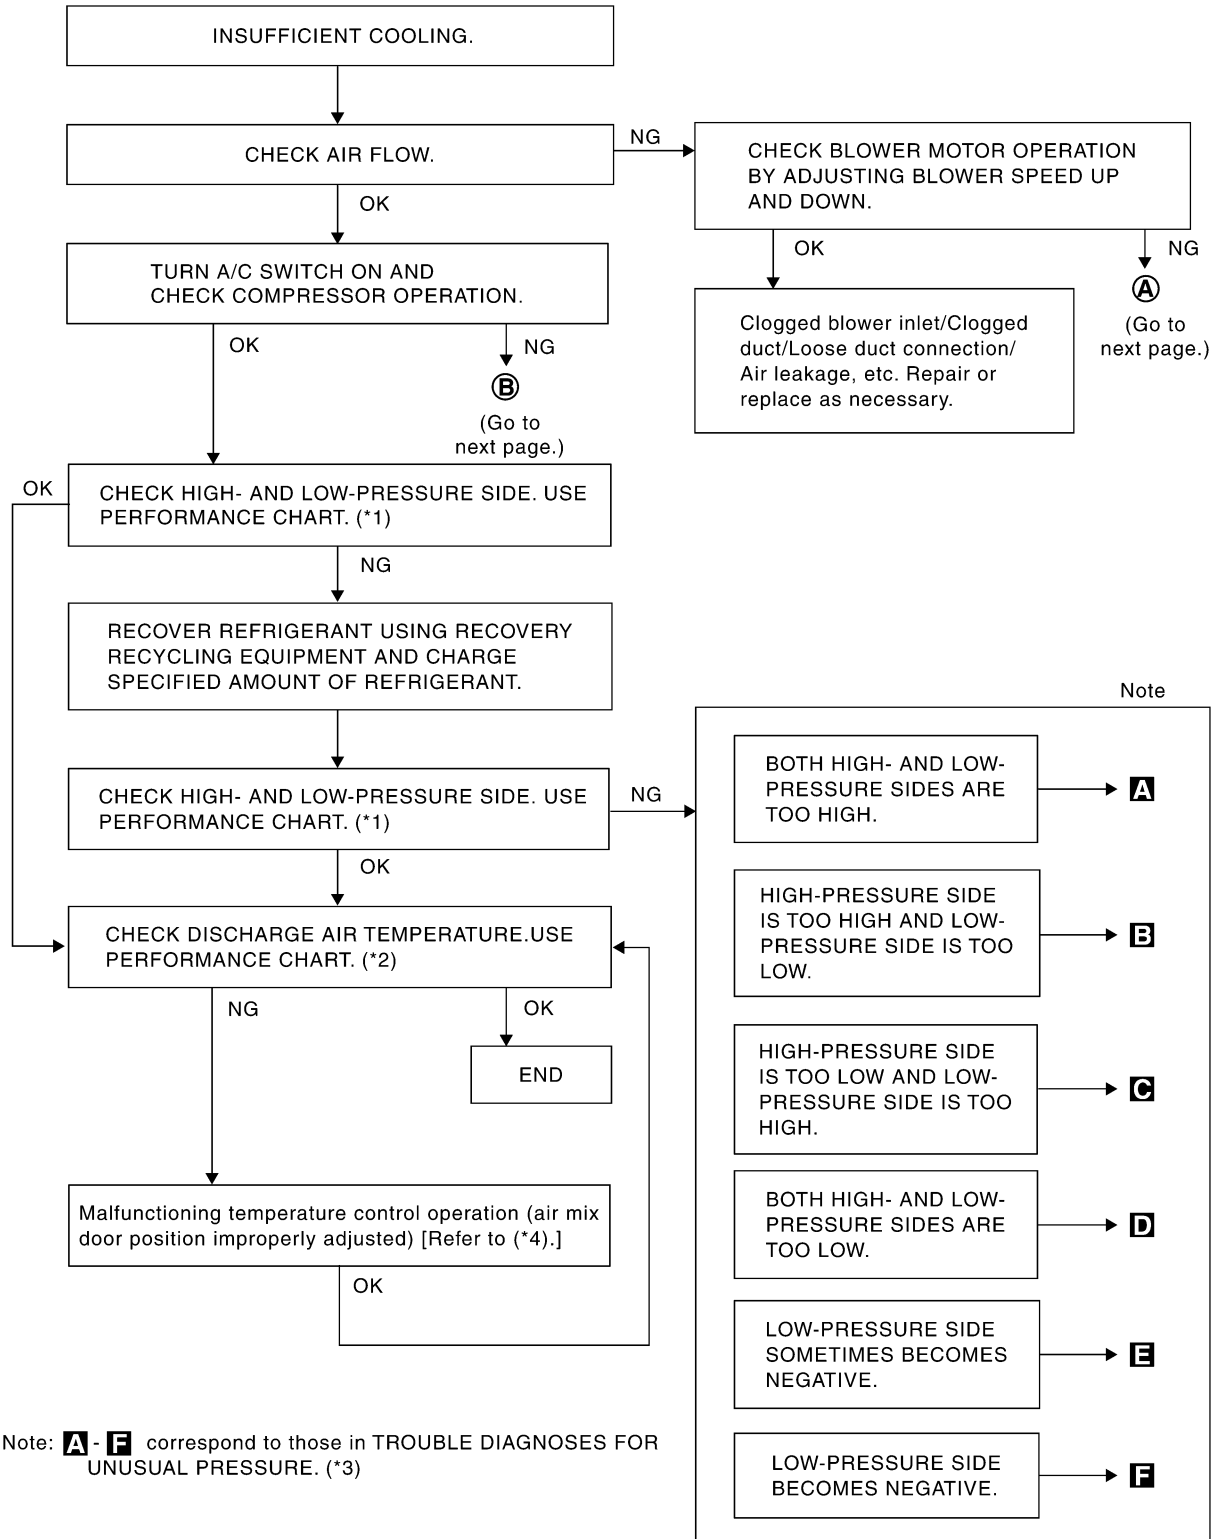 INSUFFICIENT COOLING.
CHECK AIR FLOW.
NG
OK
CHECK BLOWER MOTOR OPERATION
BY ADJUSTING BLOWER SPEED UP
AND DOWN.
OK
NG
A
(Go to
next page.)
Clogged blower inlet/Clogged
duct/Loose duct connection/
Air leakage, etc. Repair or
replace as necessary.
TURN A/C SWITCH ON AND
CHECK COMPRESSOR OPERATION.
OK
NG
B
(Go to
next page.)
OK
CHECK HIGH- AND LOW-PRESSURE SIDE. USE
PERFORMANCE CHART. (*1)
NG
RECOVER REFRIGERANT USING RECOVERY
RECYCLING EQUIPMENT AND CHARGE
SPECIFIED AMOUNT OF REFRIGERANT.
CHECK HIGH- AND LOW-PRESSURE SIDE. USE
PERFORMANCE CHART. (*1)
NG
OK
CHECK DISCHARGE AIR TEMPERATURE.USE
PERFORMANCE CHART. (*2)
NG
OK
END
Malfunctioning temperature control operation (air mix
door position improperly adjusted) [Refer to (*4).]
OK
Note
BOTH HIGH- AND LOW-
PRESSURE SIDES ARE
TOO HIGH.
A
HIGH-PRESSURE SIDE
IS TOO HIGH AND LOW-
PRESSURE SIDE IS TOO
LOW.
B
HIGH-PRESSURE SIDE
IS TOO LOW AND LOW-
PRESSURE SIDE IS TOO
HIGH.
C
BOTH HIGH- AND LOW-
PRESSURE SIDES ARE
TOO LOW.
D
LOW-PRESSURE SIDE
SOMETIMES BECOMES
NEGATIVE.
E
LOW-PRESSURE SIDE
BECOMES NEGATIVE.
F
Note: A - F correspond to those in TROUBLE DIAGNOSES FOR
UNUSUAL PRESSURE. (*3)